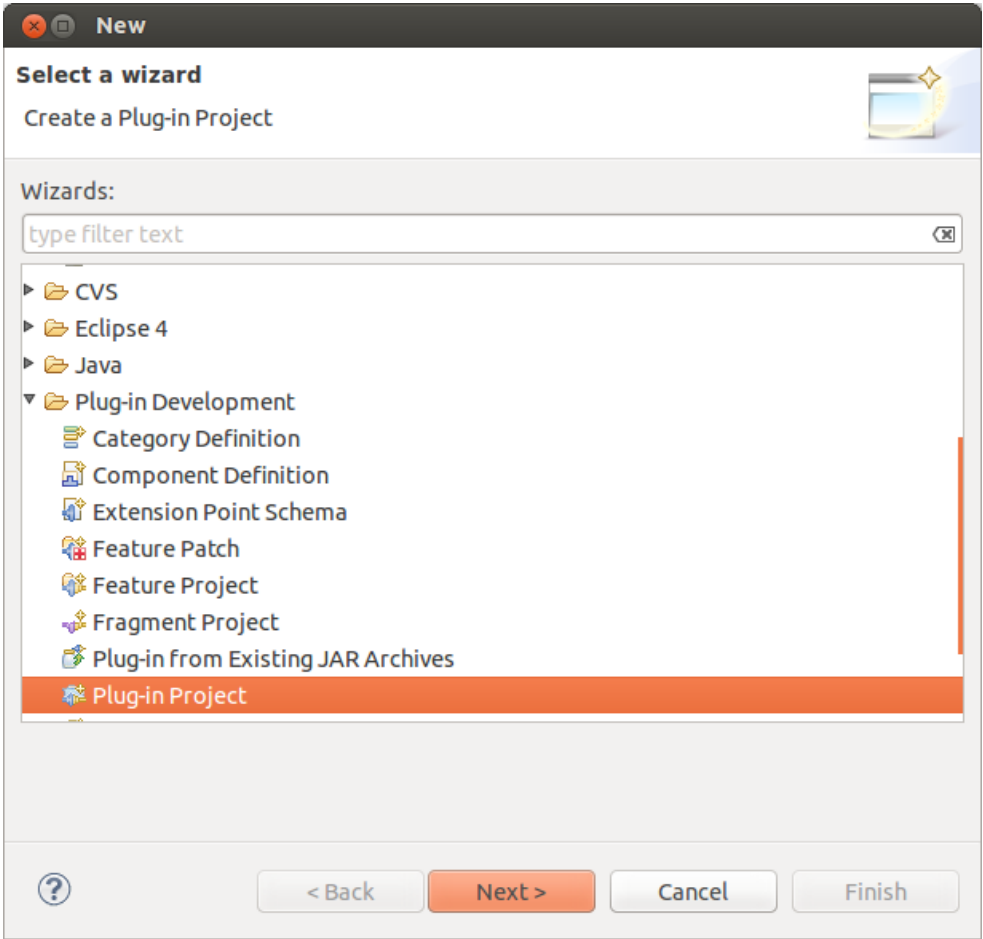 New
Select a wizard
Create a Plug-in Project
Wizards:
type filter text
CVS
Eclipse 4
Java
Plug-in Development
Category Definition
Component Definition
Extension Point Schema
Feature Patch
Feature Project
Fragment Project
Plug-in from Existing JAR Archives
Plug-in Project
< Back Next > Cancel Finish